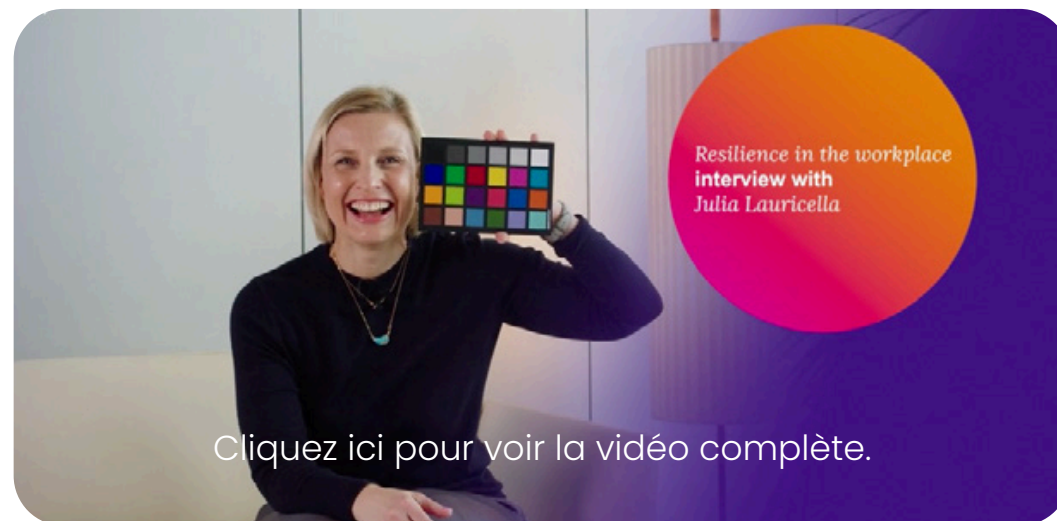 Resilience in the workplace
interview with
Julia Lauricella
Cliquez ici pour voir la vidéo complète.